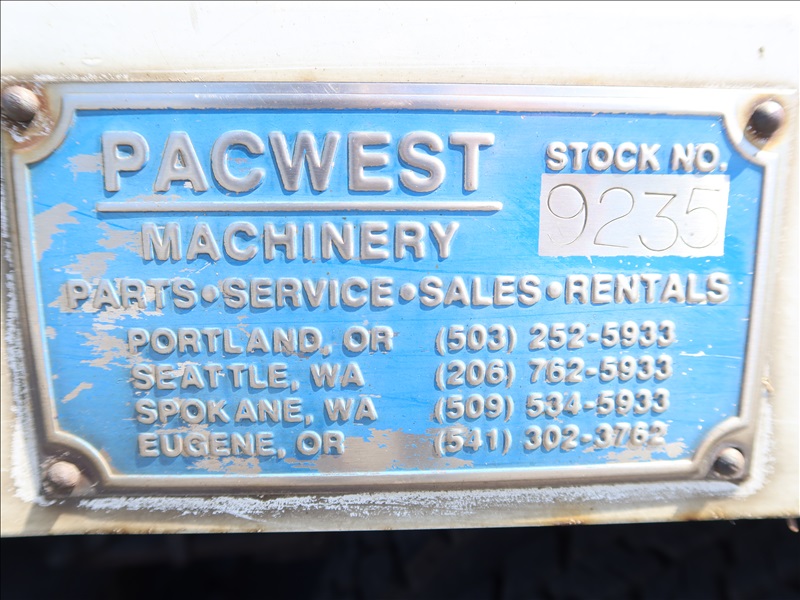 PACWEST
MACHINERY
STOCK NO.
9235
PARTS•SERVICE•SALES•RENTALS
PORTLAND, OR (503) 252-5933
SEATTLE, WA (206) 762-5933
SPOKANE, WA (509) 534-5933
EUGENE, OR (541) 302-3762